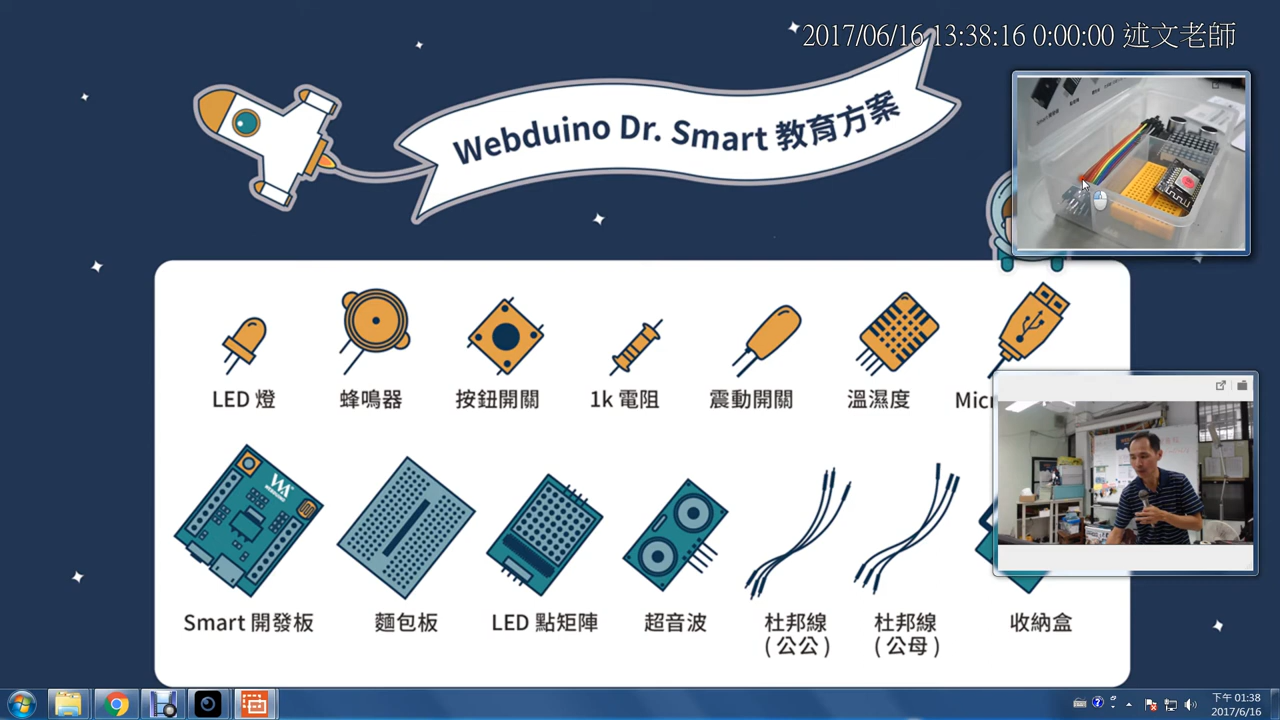 2017/06/16 13:38:16 0:00:00 述文老師
Webduino Dr. Smart 教育方案
LED 燈
蜂鳴器
按鈕開關
1k 電阻
震動開關
溫濕度
Micr
Smart 開發板
麵包板
LED 點矩陣
超音波
杜邦線
(公公)
杜邦線
(公母)
收納盒
下午 01:38
2017/6/16